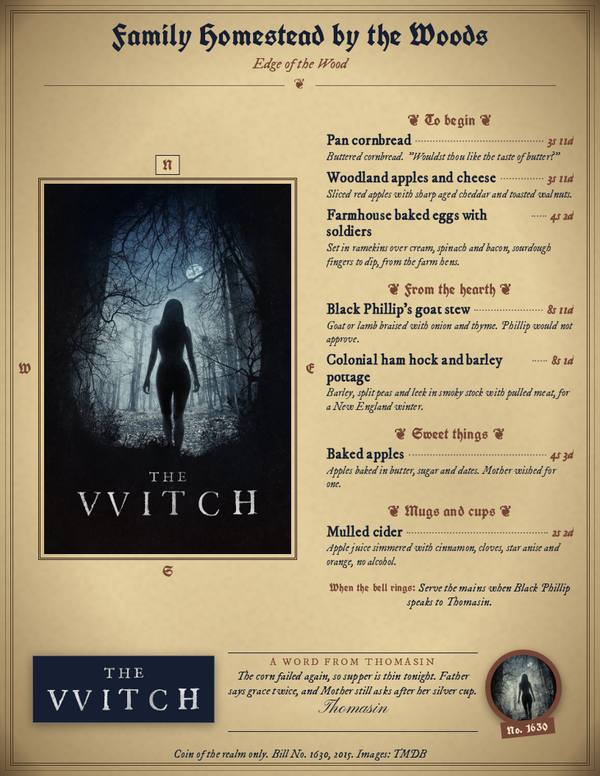 Family Homestead by the Woods
Edge of the Wood
N
W
E
S
THE
VVITCH
To begin
Pan cornbread 3s 11d
Buttered cornbread. "Wouldst thou like the taste of butter?"
Woodland apples and cheese 3s 11d
Sliced red apples with sharp aged cheddar and toasted walnuts.
Farmhouse baked eggs with 4s 2d
soldiers
Set in ramekins over cream, spinach and bacon, sourdough
fingers to dip, from the farm hens.
From the hearth
Black Phillip's goat stew 8s 11d
Goat or lamb braised with onion and thyme. Phillip would not
approve.
Colonial ham hock and barley 8s 1d
pottage
Barley, split peas and leek in smoky stock with pulled meat, for
a New England winter.
Sweet things
Baked apples 4s 3d
Apples baked in butter, sugar and dates. Mother wished for
one.
Mugs and cups
Mulled cider 2s 2d
Apple juice simmered with cinnamon, cloves, star anise and
orange, no alcohol.
When the bell rings: Serve the mains when Black Phillip
speaks to Thomasin.
THE
VVITCH
A WORD FROM THOMASIN
The corn failed again, so supper is thin tonight. Father
says grace twice, and Mother still asks after her silver cup.
Thomasin
No. 1630
Coin of the realm only. Bill No. 1630, 2015. Images: TMDB